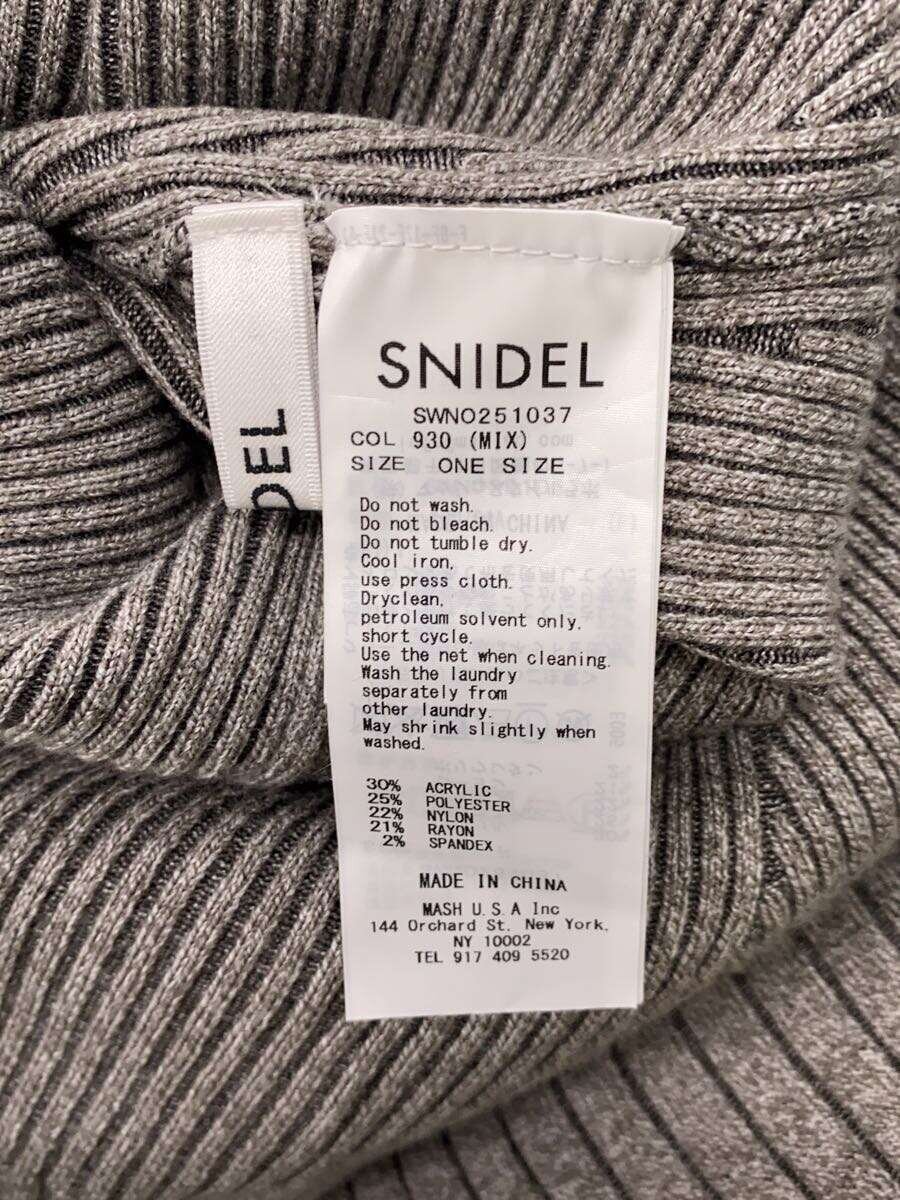 DEL
SNIDEL
SWNO251037
COL 930 (MIX)
SIZE ONE SIZE
Do not wash.
Do not bleach.
Do not tumble dry.
Cool iron,
use press cloth.
Dryclean,
petroleum solvent only,
short cycle.
Use the net when cleaning.
Wash the laundry
separately from
other laundry.
May shrink slightly when
washed.
30% ACRYLIC
25% POLYESTER
22% NYLON
21% RAYON
2% SPANDEX
MADE IN CHINA
MASH U.S.A Inc
144 Orchard St. New York,
NY 10002
TEL 917 409 5520